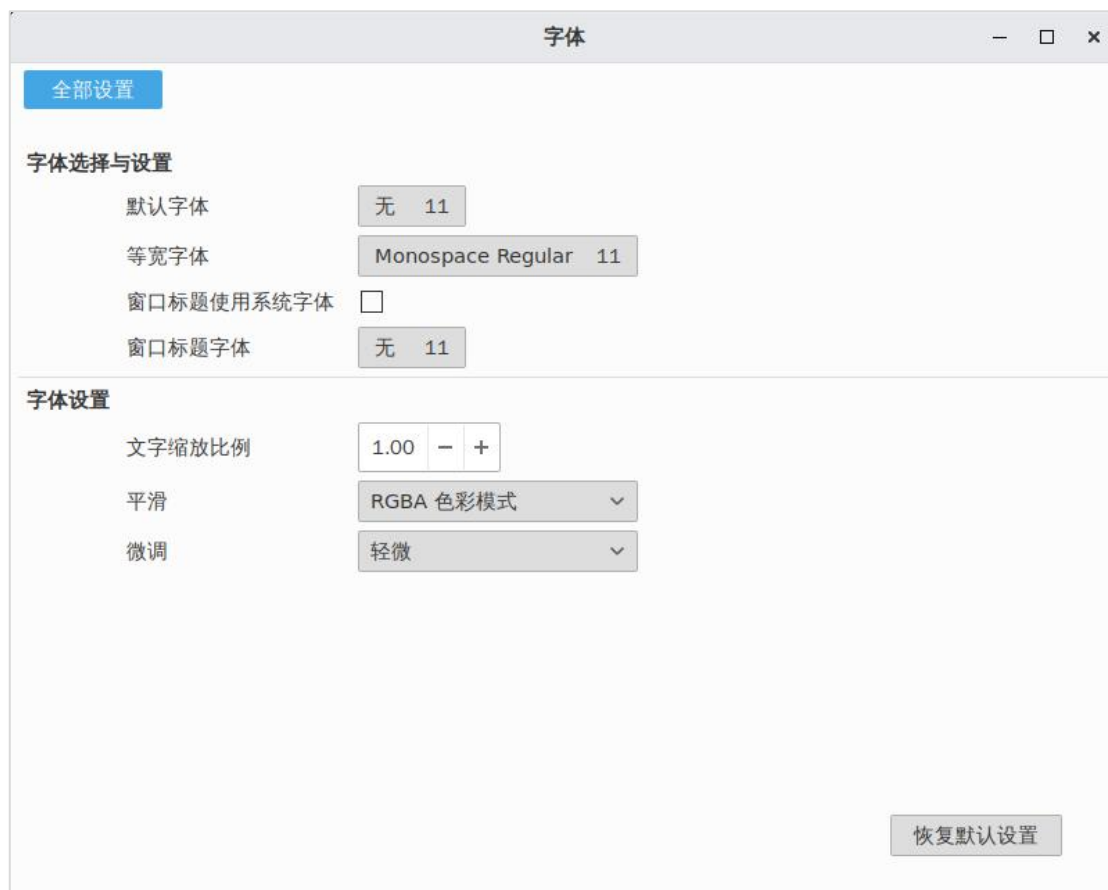 字体
全部设置
字体选择与设置
默认字体 无 11
等宽字体 Monospace Regular 11
窗口标题使用系统字体
窗口标题字体 无 11
字体设置
文字缩放比例 1.00 − +
平滑 RGBA 色彩模式
微调 轻微
恢复默认设置